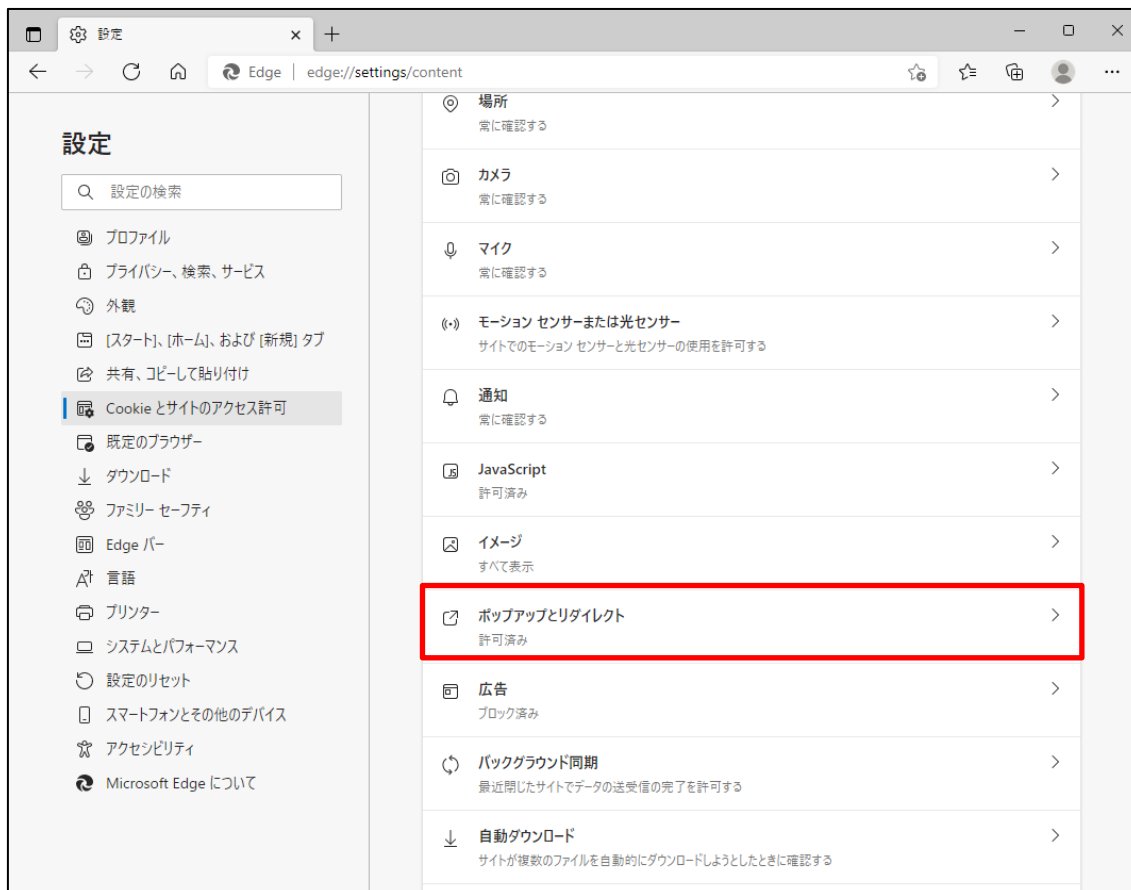 設定
Edge
edge://settings/content
設定
設定の検索
プロファイル
プライバシー、検索、サービス
外観
[スタート]、[ホーム]、および [新規] タブ
共有、コピーして貼り付け
Cookie とサイトのアクセス許可
既定のブラウザー
ダウンロード
ファミリー セーフティ
Edge バー
言語
プリンター
システムとパフォーマンス
設定のリセット
スマートフォンとその他のデバイス
アクセシビリティ
Microsoft Edge について
場所
常に確認する
カメラ
常に確認する
マイク
常に確認する
モーション センサーまたは光センサー
サイトでのモーション センサーと光センサーの使用を許可する
通知
常に確認する
JavaScript
許可済み
イメージ
すべて表示
ポップアップとリダイレクト
許可済み
広告
ブロック済み
バックグラウンド同期
最近閉じたサイトでデータの送受信の完了を許可する
自動ダウンロード
サイトが複数のファイルを自動的にダウンロードしようとしたときに確認する